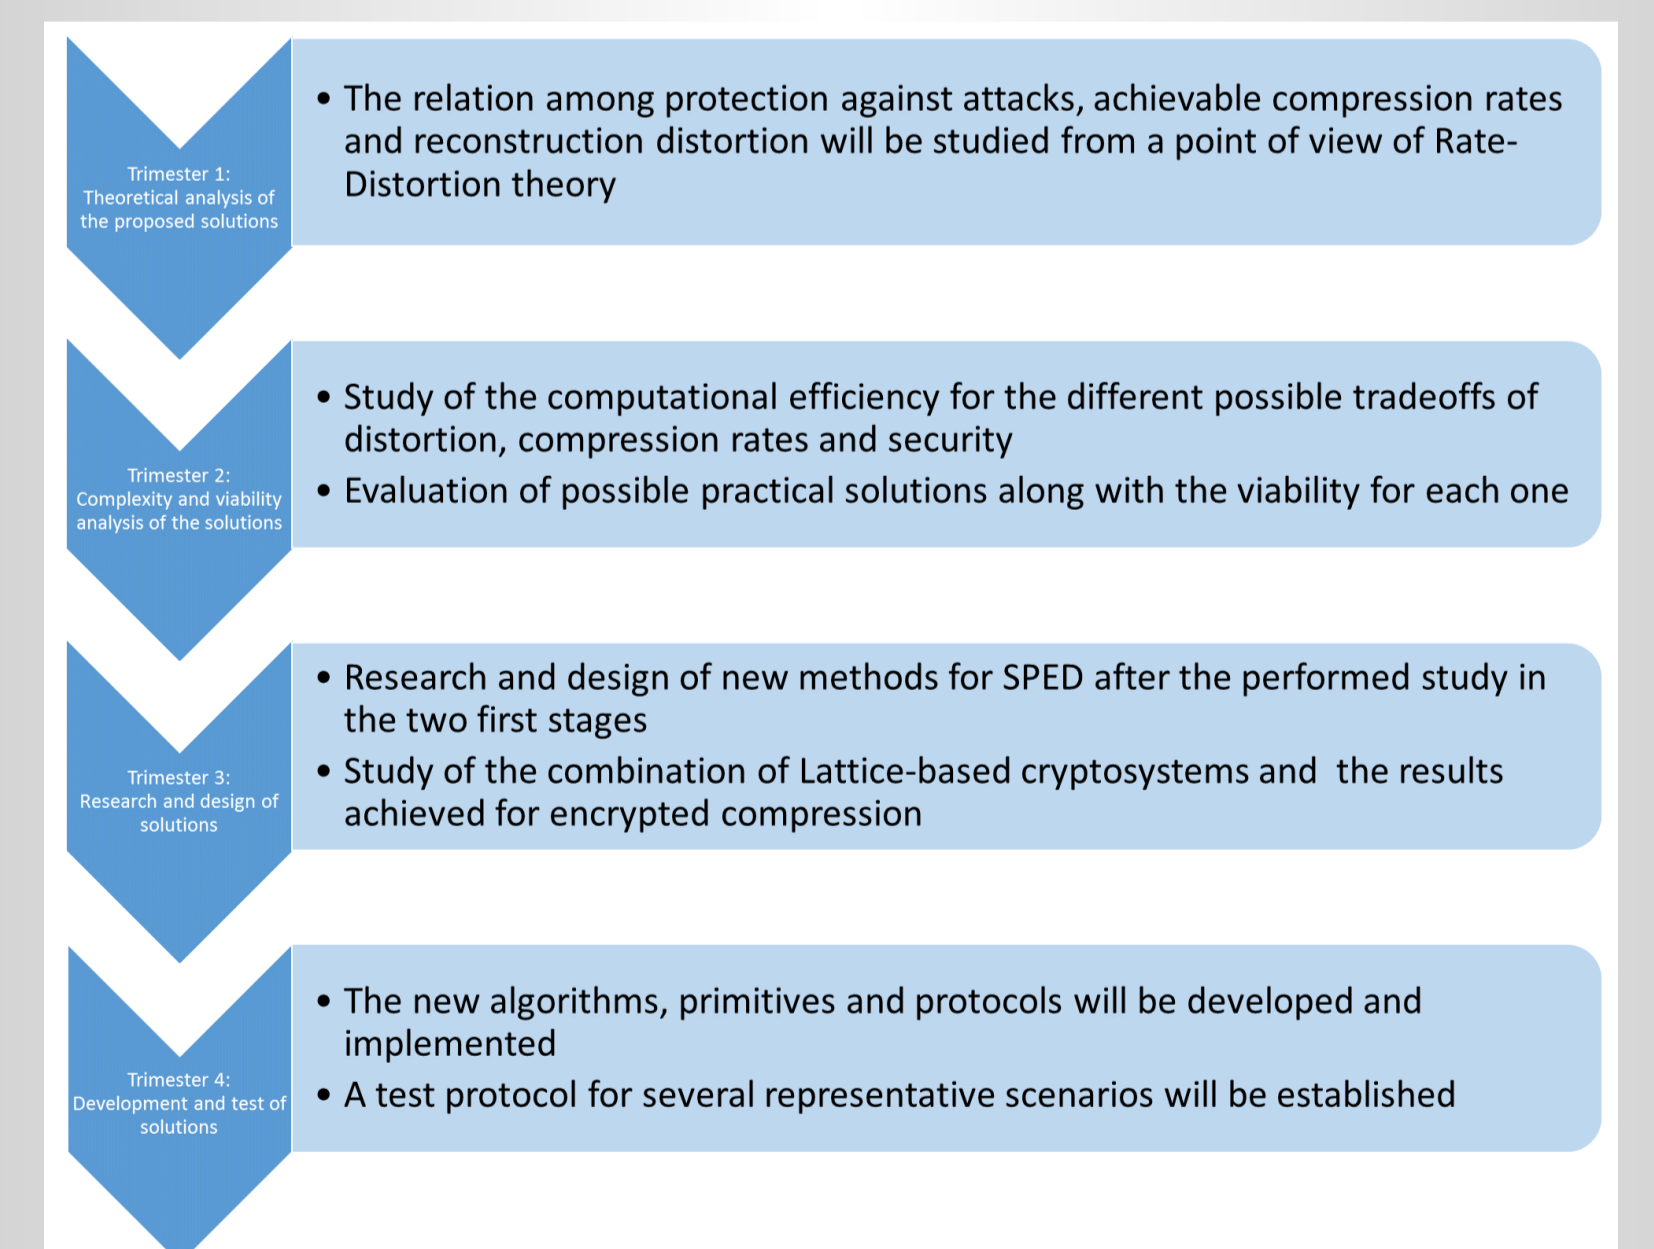 Trimester 1:
Theoretical analysis of
the proposed solutions
• The relation among protection against attacks, achievable compression rates
and reconstruction distortion will be studied from a point of view of Rate-
Distortion theory
Trimester 2:
Complexity and viability
analysis of the solutions
• Study of the computational efficiency for the different possible tradeoffs of
distortion, compression rates and security
• Evaluation of possible practical solutions along with the viability for each one
Trimester 3:
Research and design of
solutions
• Research and design of new methods for SPED after the performed study in
the two first stages
• Study of the combination of Lattice-based cryptosystems and  the results
achieved for encrypted compression
Trimester 4:
Development and test of
solutions
• The new algorithms, primitives and protocols will be developed and
implemented
• A test protocol for several representative scenarios will be established